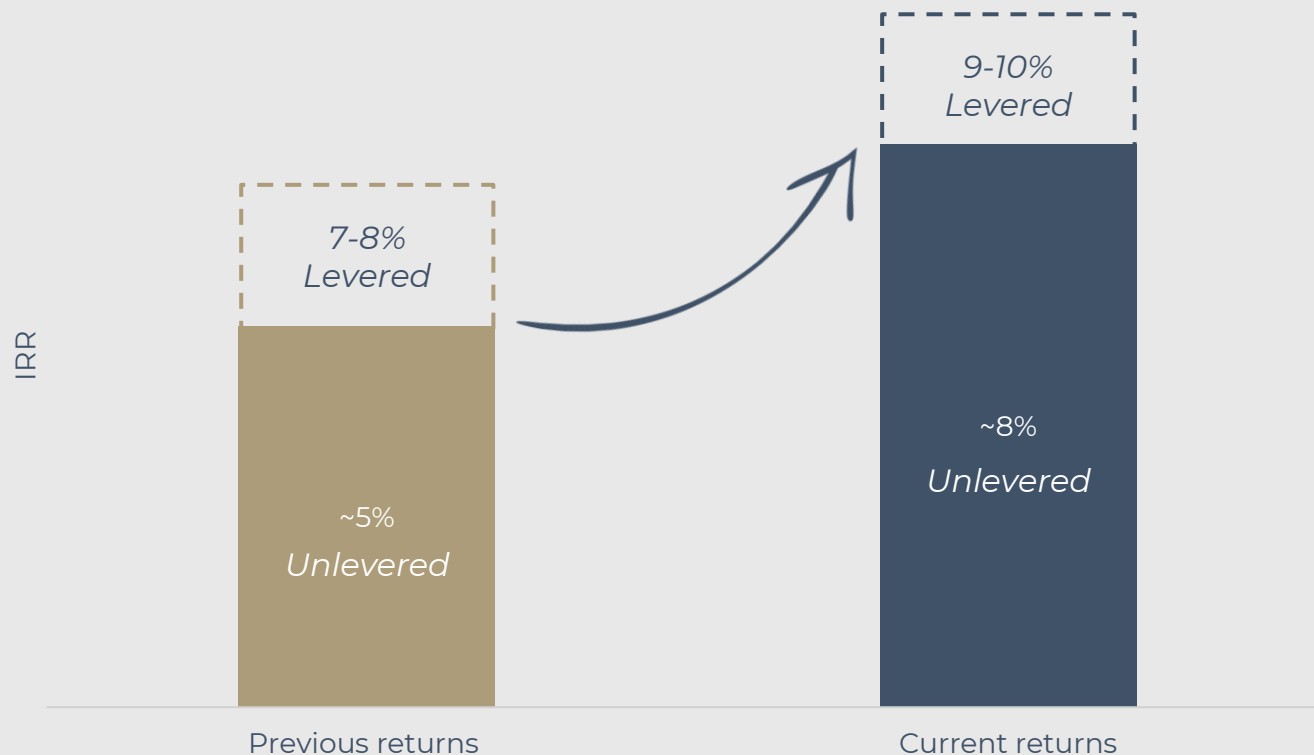 9-10%
Levered
7-8%
Levered
IRR
~8%
Unlevered
~5%
Unlevered
Previous returns
Current returns